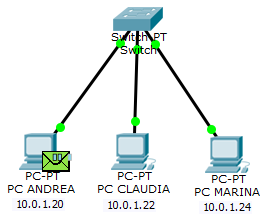 Switch-PT
Switch
PC-PT
PC ANDREA
10.0.1.20
PC-PT
PC CLAUDIA
10.0.1.22
PC-PT
PC MARINA
10.0.1.24